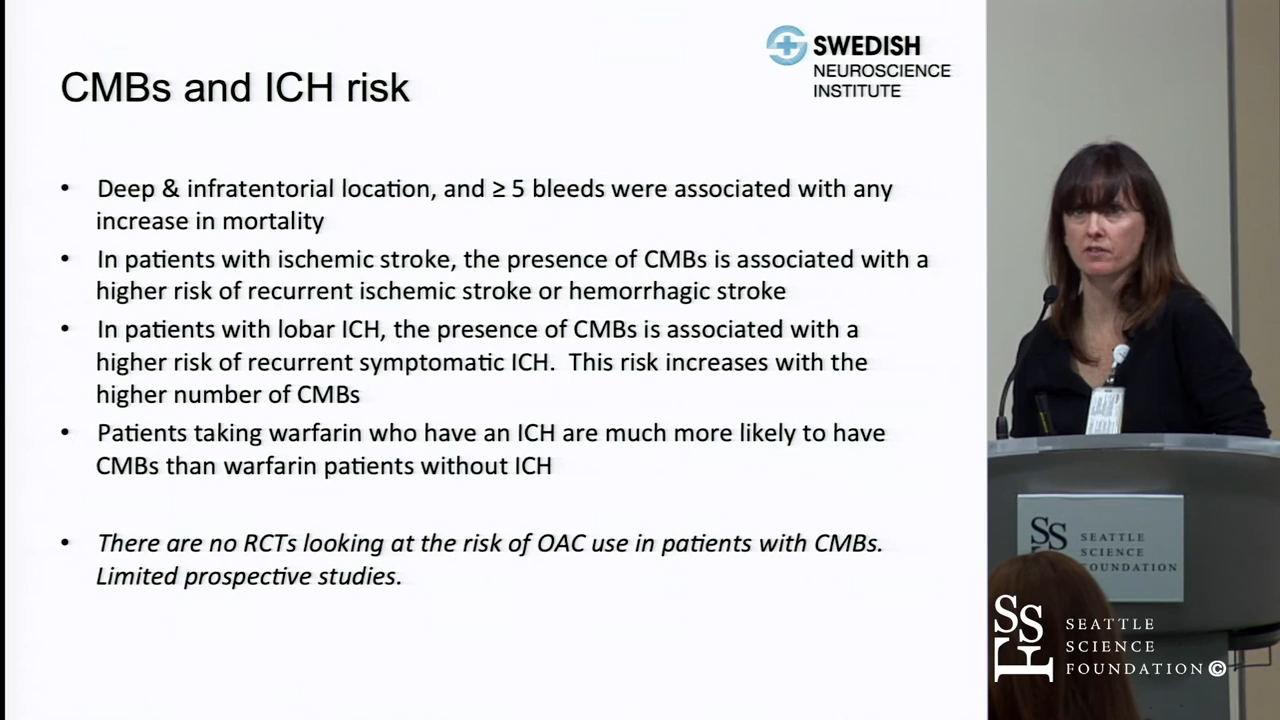 SWEDISH
NEUROSCIENCE
INSTITUTE
CMBs and ICH risk
• Deep & infratentorial location, and ≥ 5 bleeds were associated with any
increase in mortality
• In patients with ischemic stroke, the presence of CMBs is associated with a
higher risk of recurrent ischemic stroke or hemorrhagic stroke
• In patients with lobar ICH, the presence of CMBs is associated with a
higher risk of recurrent symptomatic ICH.  This risk increases with the
higher number of CMBs
• Patients taking warfarin who have an ICH are much more likely to have
CMBs than warfarin patients without ICH
• There are no RCTs looking at the risk of OAC use in patients with CMBs.
Limited prospective studies.
SS
SEATTLE
SCIENCE
FOUNDATION
SSF
SEATTLE
SCIENCE
FOUNDATION©